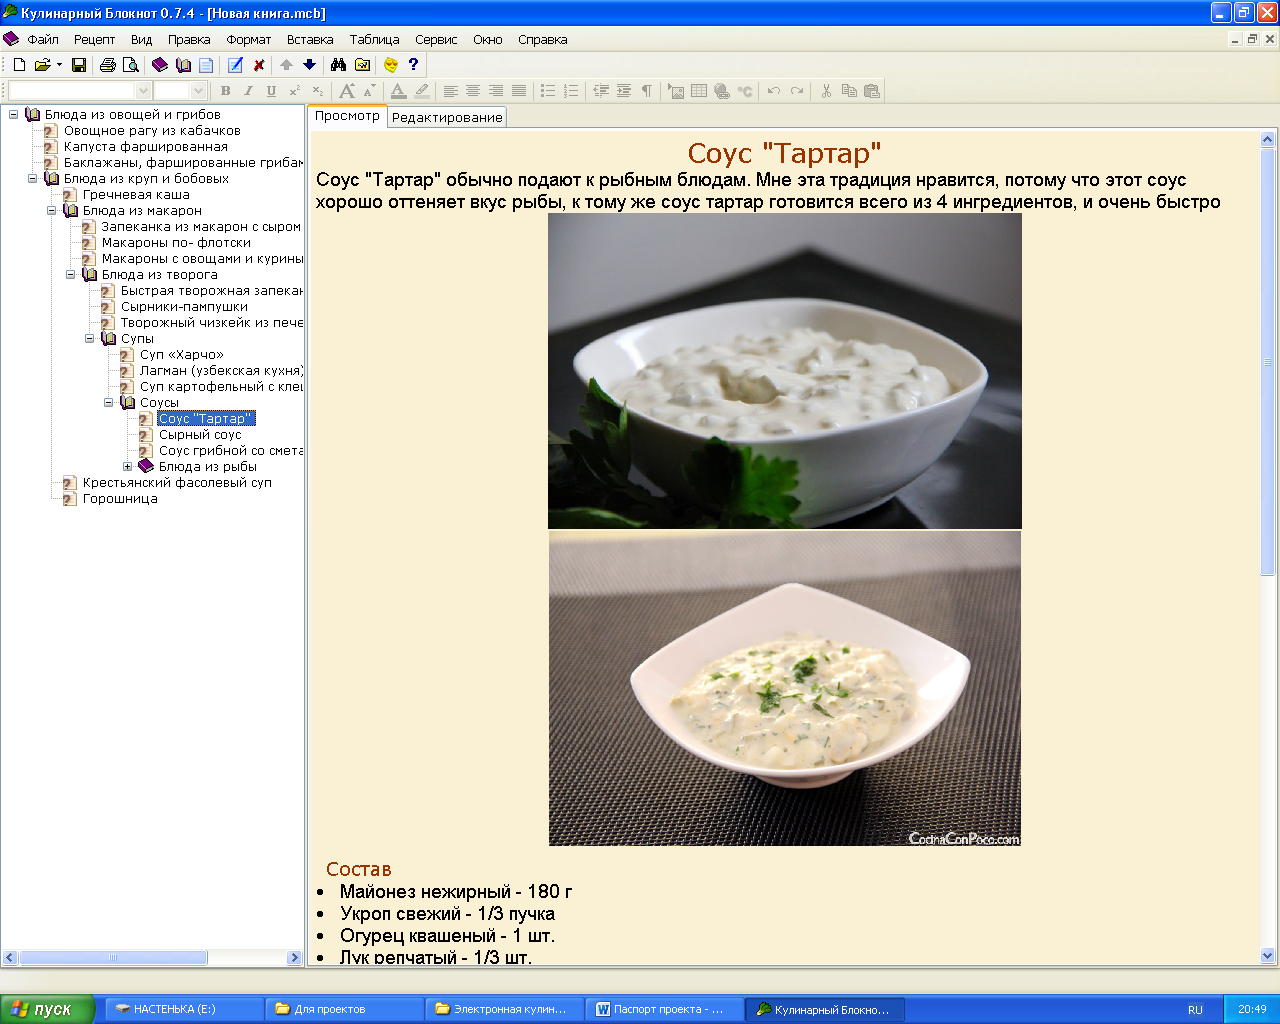 Кулинарный Блокнот 0.7.4 - [Новая книга.mcb]
Файл Рецепт Вид Правка Формат Вставка Таблица Сервис Окно Справка
Блюда из овощей и грибов
Овощное рагу из кабачков
Капуста фаршированная
Баклажаны, фаршированные грибам
Блюда из круп и бобовых
Гречневая каша
Блюда из макарон
Запеканка из макарон с сыром
Макароны по- флотски
Макароны с овощами и курины
Блюда из творога
Быстрая творожная запекан
Сырники-пампушки
Творожный чизкейк из пече
Супы
Суп «Харчо»
Лагман (узбекская кухня)
Суп картофельный с клец
Соусы
Соус "Тартар"
Сырный соус
Соус грибной со смета
Блюда из рыбы
Крестьянский фасолевый суп
Горошница
Просмотр Редактирование
Соус "Тартар"
Соус "Тартар" обычно подают к рыбным блюдам. Мне эта традиция нравится, потому что этот соус
хорошо оттеняет вкус рыбы, к тому же соус тартар готовится всего из 4 ингредиентов, и очень быстро
CocinaConPoco.com
Состав
• Майонез нежирный - 180 г
• Укроп свежий - 1/3 пучка
• Огурец квашеный - 1 шт.
• Лук репчатый - 1/3 шт.
пуск НАСТЕНЬКА (E:) Для проектов Электронная кулин... Паспорт проекта - ... Кулинарный Блокно... RU 20:49